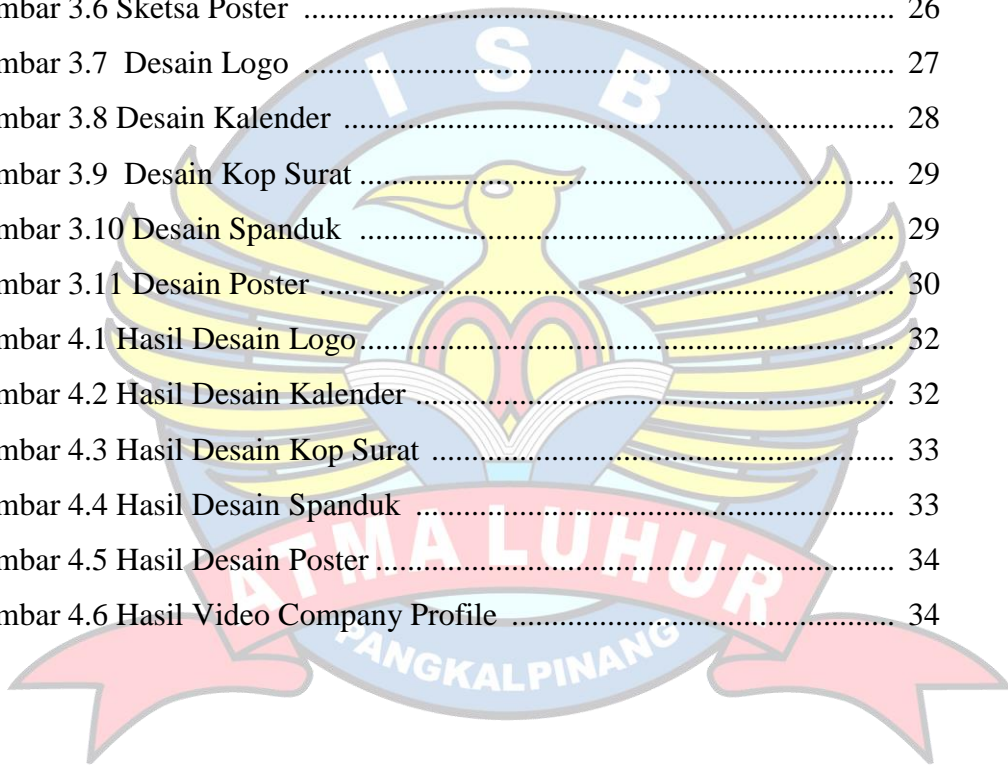 mbar 3.6 Sketsa Poster ........................................................................... 26
mbar 3.7 Desain Logo ........................................................................... 27
mbar 3.8 Desain Kalender ...................................................................... 28
mbar 3.9 Desain Kop Surat .................................................................... 29
mbar 3.10 Desain Spanduk .................................................................... 29
mbar 3.11 Desain Poster ......................................................................... 30
mbar 4.1 Hasil Desain Logo .................................................................... 32
mbar 4.2 Hasil Desain Kalender ............................................................. 32
mbar 4.3 Hasil Desain Kop Surat ........................................................... 33
mbar 4.4 Hasil Desain Spanduk .............................................................. 33
mbar 4.5 Hasil Desain Poster .................................................................. 34
mbar 4.6 Hasil Video Company Profile ................................................. 34
ISB
ATMA LUHUR
PANGKALPINANG